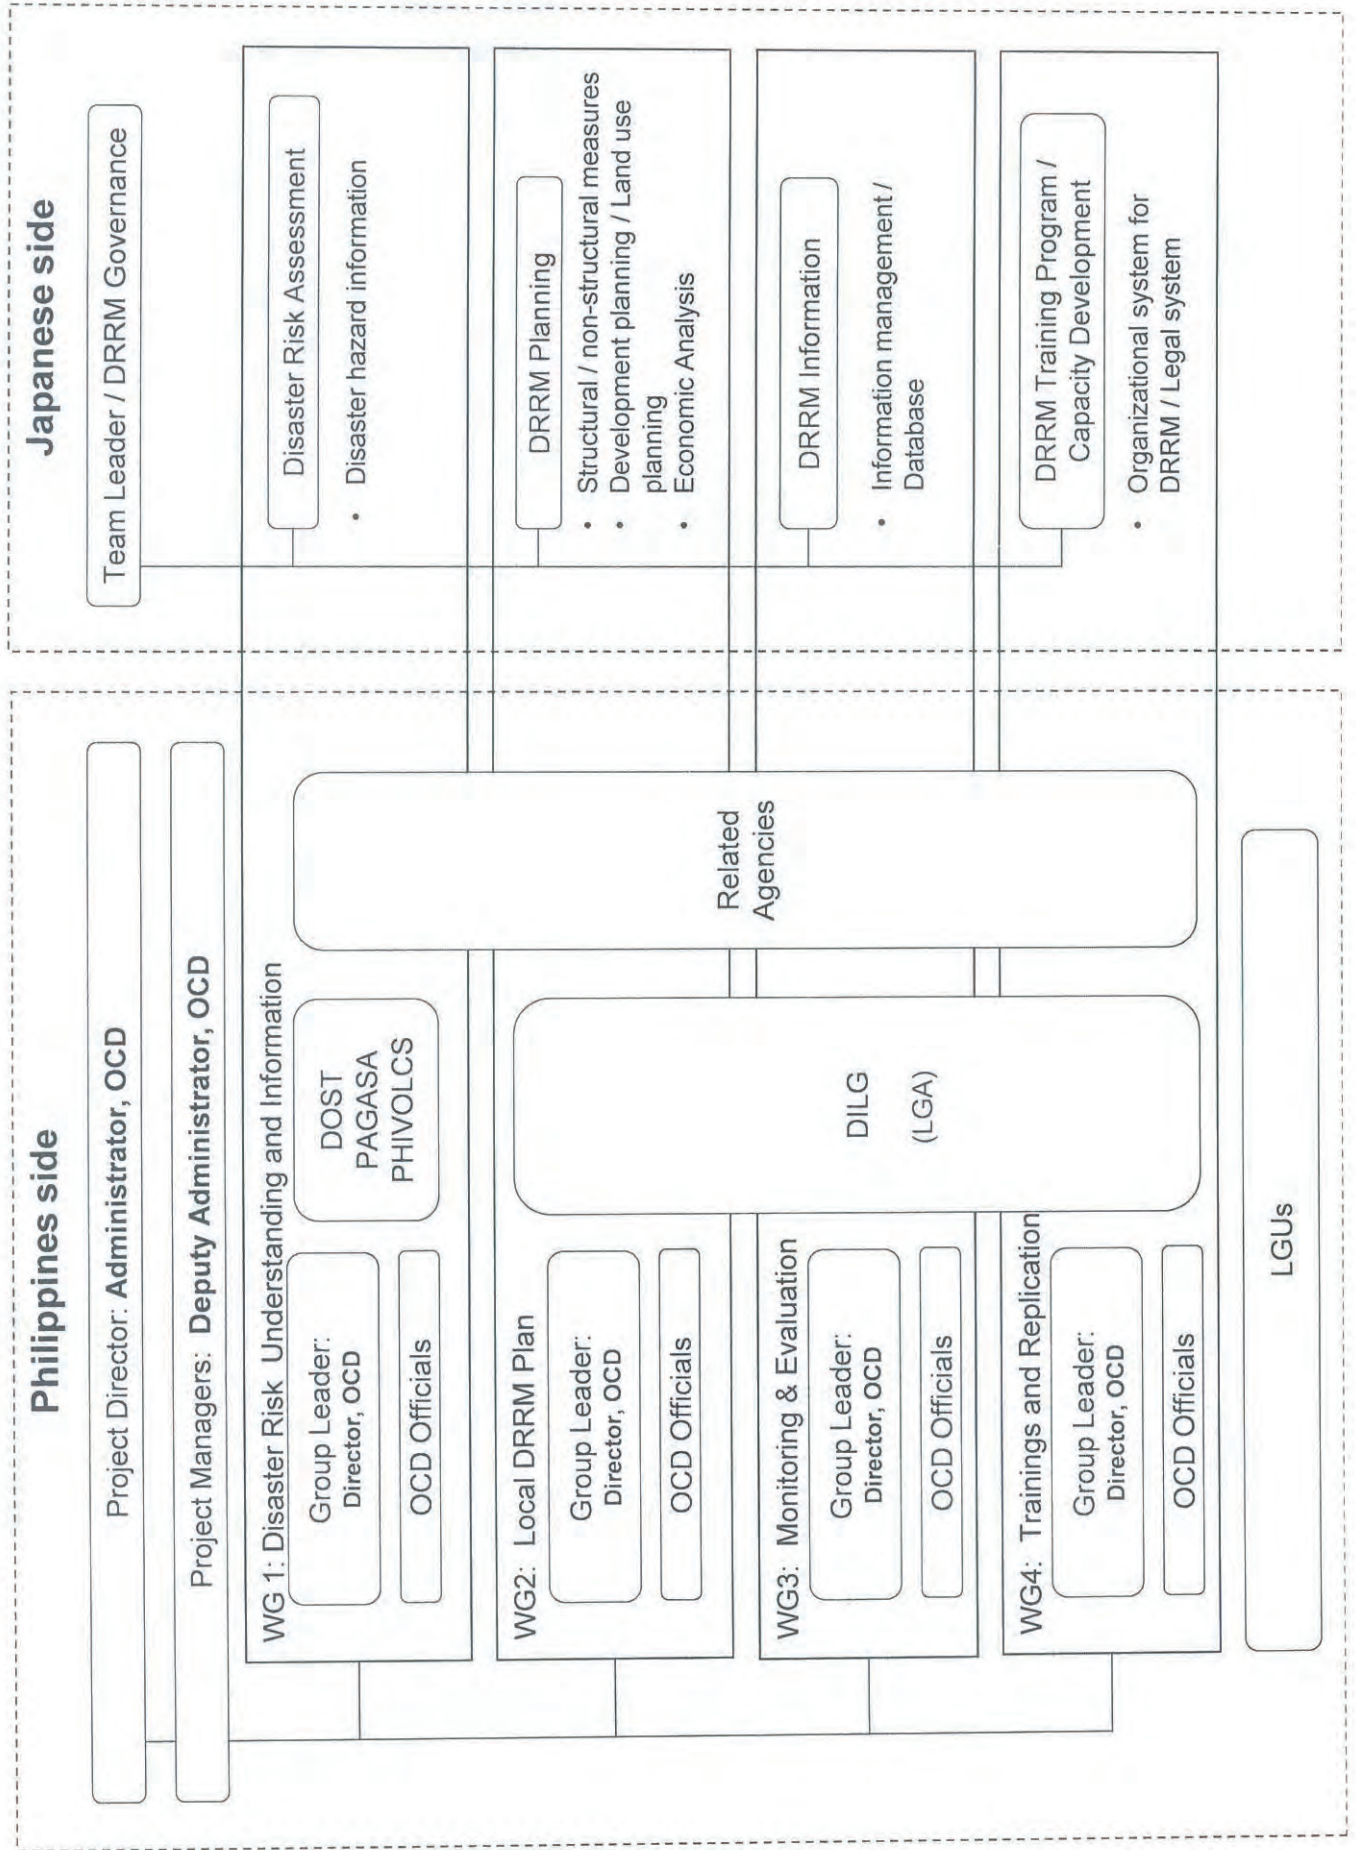 Philippines side
Project Director: Administrator, OCD
Project Managers: Deputy Administrator, OCD
WG 1: Disaster Risk Understanding and Information
Group Leader:
Director, OCD
OCD Officials
DOST
PAGASA
PHIVOLCS
WG2: Local DRRM Plan
Group Leader:
Director, OCD
OCD Officials
WG3: Monitoring & Evaluation
Group Leader:
Director, OCD
OCD Officials
WG4: Trainings and Replication
Group Leader:
Director, OCD
OCD Officials
DILG
(LGA)
Related
Agencies
LGUs
Japanese side
Team Leader / DRRM Governance
Disaster Risk Assessment
• Disaster hazard information
DRRM Planning
• Structural / non-structural measures
• Development planning / Land use
planning
• Economic Analysis
DRRM Information
• Information management /
Database
DRRM Training Program /
Capacity Development
• Organizational system for
DRRM / Legal system